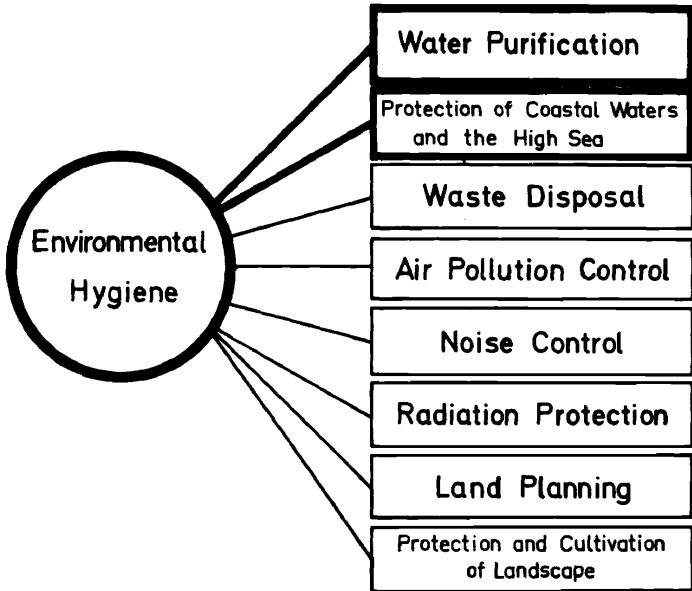 Environmental
Hygiene
Water Purification
Protection of Coastal Waters
and the High Sea
Waste Disposal
Air Pollution Control
Noise Control
Radiation Protection
Land Planning
Protection and Cultivation
of Landscape